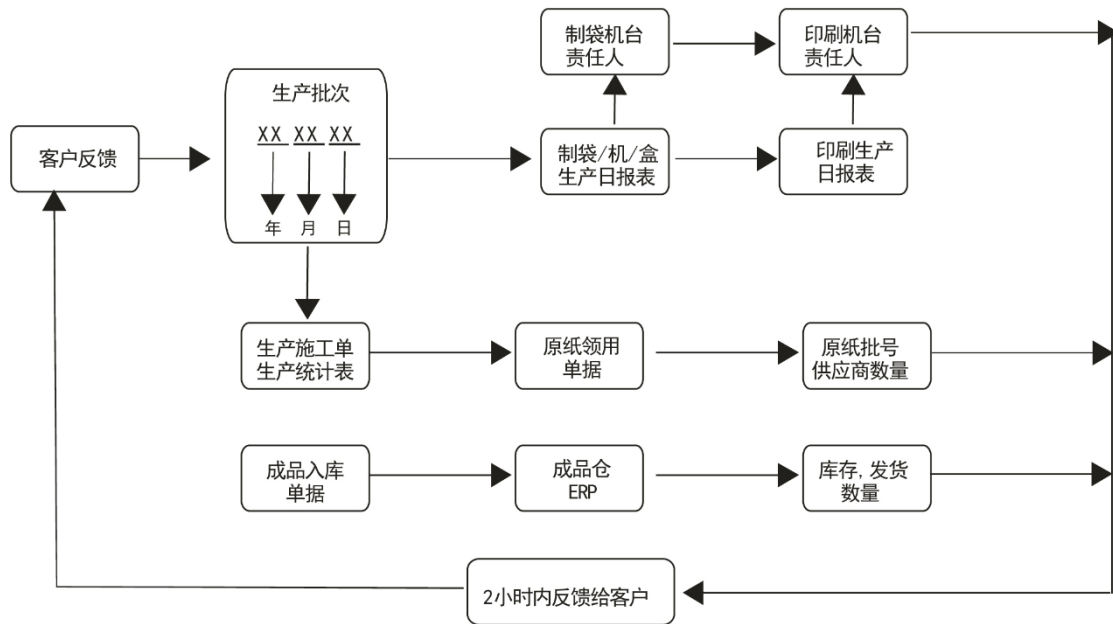 制袋机台
责任人
印刷机台
责任人
生产批次
XX XX XX
年 月 日
客户反馈
制袋/机/盒
生产日报表
印刷生产
日报表
生产施工单
生产统计表
原纸领用
单据
原纸批号
供应商数量
成品入库
单据
成品仓
ERP
库存,发货
数量
2小时内反馈给客户